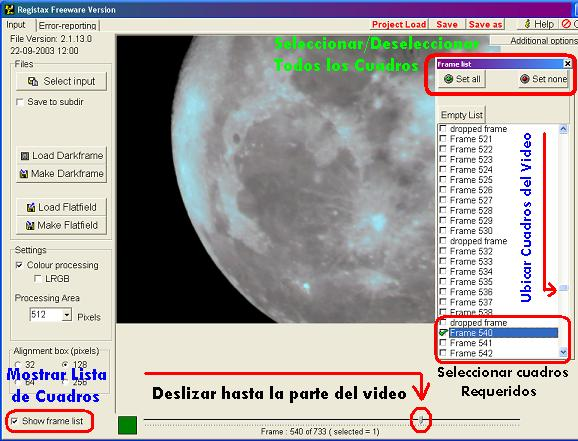 Registax Freeware Version
Input Error-reporting Project Load Save Save as Help
File Version: 2.1.13.0
22-09-2003 12:00
Additional options
Seleccionar/Deseleccionar
Todos los Cuadros
Files
Select input
Save to subdir
Load Darkframe
Make Darkframe
Load Flatfield
Make Flatfield
Settings
Colour processing
LRGB
Processing Area
512 Pixels
Alignment box (pixels)
32 128
64 256
Mostrar Lista
de Cuadros
Show frame list
Frame list
Set all Set none
Empty List
dropped frame
Frame 521
Frame 522
Frame 523
Frame 524
Frame 525
Frame 526
Frame 527
Frame 528
Frame 529
Frame 530
dropped frame
Frame 532
Frame 533
Frame 534
Frame 535
Frame 536
Frame 537
Frame 538
dropped frame
Frame 540
Frame 541
Frame 542
Ubicar Cuadros del Video
Seleccionar cuadros
Requeridos
Deslizar hasta la parte del video
Frame : 540 of 733 ( selected = 1)